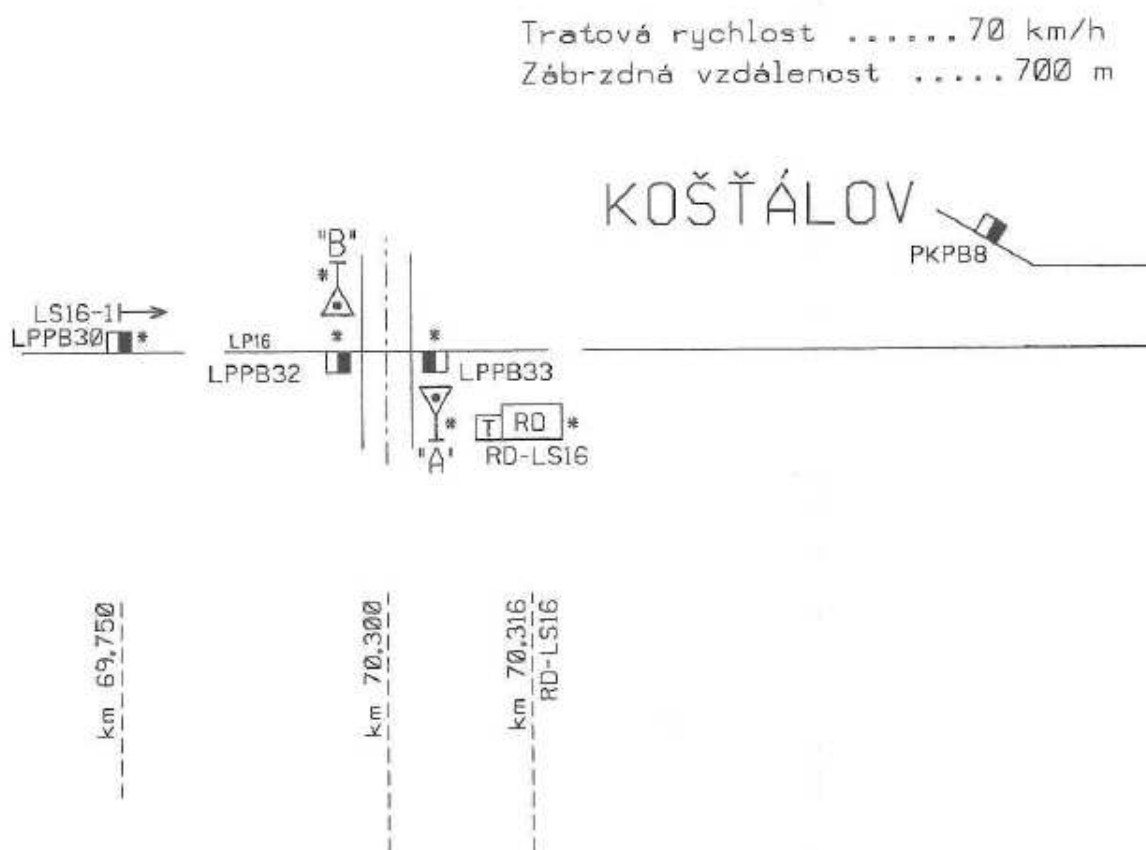 Tratová rychlost ...... 70 km/h
Zábrzdná vzdálenost ..... 700 m
KOŠŤÁLOV
PKPB8
"B"
*
LS16-1
LPPB30 *
LP16
*
*
LPPB32
LPPB33
*
"A"
T RD *
RD-LS16
km 69,750
km 70,300
km 70,316
RD-LS16